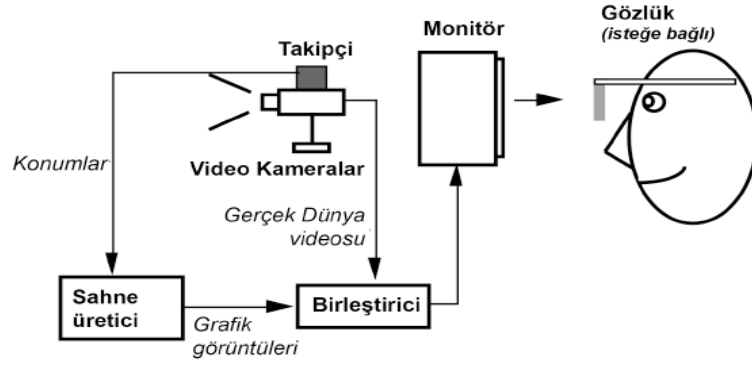 Takipçi
Monitör
Gözlük
(isteğe bağlı)
Konumlar
Video Kameralar
Gerçek Dünya
videosu
Sahne
üretici
Birleştirici
Grafik
görüntüleri